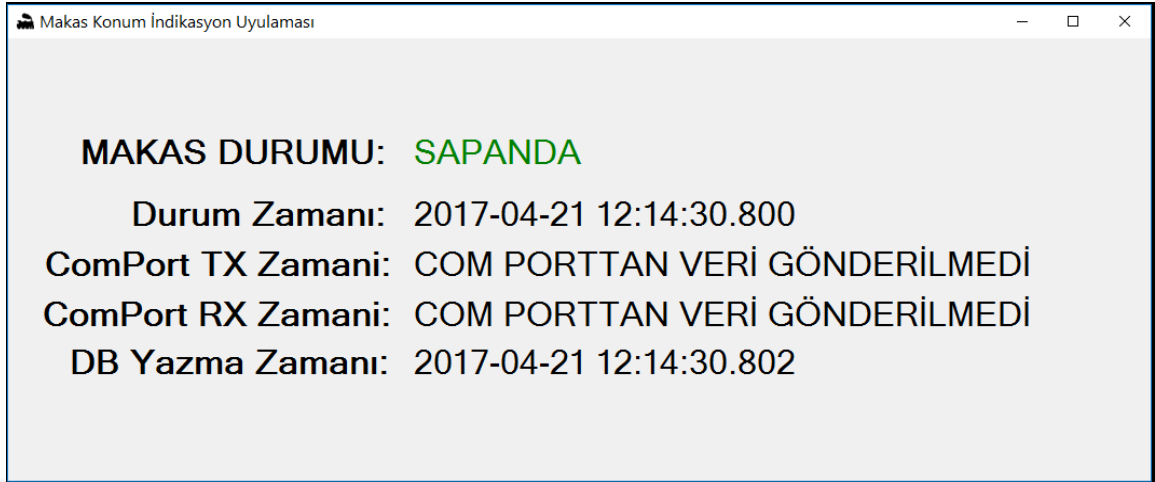 Makas Konum İndikasyon Uyulaması
MAKAS DURUMU: SAPANDA
Durum Zamanı: 2017-04-21 12:14:30.800
ComPort TX Zamani: COM PORTTAN VERİ GÖNDERİLMEDİ
ComPort RX Zamani: COM PORTTAN VERİ GÖNDERİLMEDİ
DB Yazma Zamanı: 2017-04-21 12:14:30.802